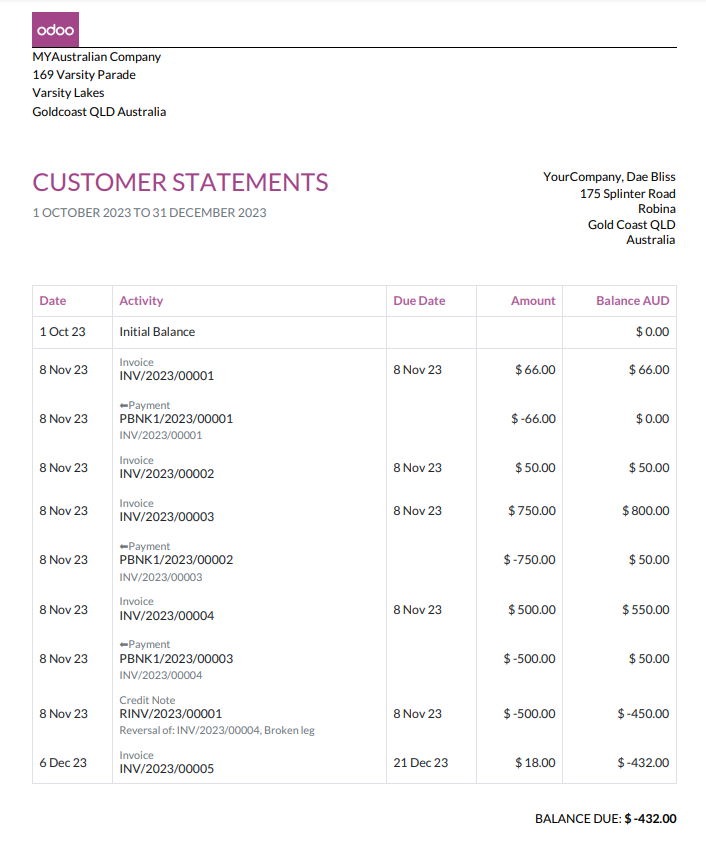 odoo
MYAustralian Company
169 Varsity Parade
Varsity Lakes
Goldcoast QLD Australia
CUSTOMER STATEMENTS
1 OCTOBER 2023 TO 31 DECEMBER 2023
YourCompany, Dae Bliss
175 Splinter Road
Robina
Gold Coast QLD
Australia
Date Activity Due Date Amount Balance AUD
1 Oct 23 Initial Balance $ 0.00
Invoice
8 Nov 23 INV/2023/00001 8 Nov 23 $ 66.00 $ 66.00
⬅Payment
8 Nov 23 PBNK1/2023/00001 $ -66.00 $ 0.00
INV/2023/00001
Invoice
8 Nov 23 INV/2023/00002 8 Nov 23 $ 50.00 $ 50.00
Invoice
8 Nov 23 INV/2023/00003 8 Nov 23 $ 750.00 $ 800.00
⬅Payment
8 Nov 23 PBNK1/2023/00002 $ -750.00 $ 50.00
INV/2023/00003
Invoice
8 Nov 23 INV/2023/00004 8 Nov 23 $ 500.00 $ 550.00
⬅Payment
8 Nov 23 PBNK1/2023/00003 $ -500.00 $ 50.00
INV/2023/00004
Credit Note
8 Nov 23 RINV/2023/00001 8 Nov 23 $ -500.00 $ -450.00
Reversal of: INV/2023/00004, Broken leg
Invoice
6 Dec 23 INV/2023/00005 21 Dec 23 $ 18.00 $ -432.00
BALANCE DUE: $ -432.00